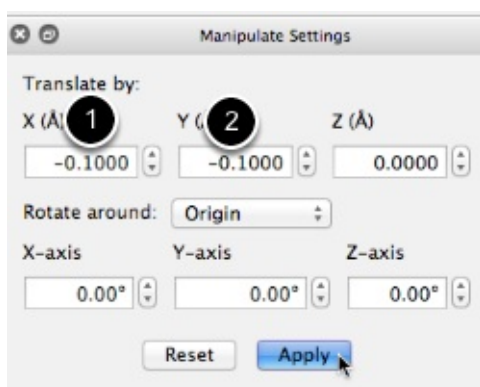 Manipulate Settings
Translate by:
X (Å) 1 Y ( 2 Z (Å)
-0.1000 -0.1000 0.0000
Rotate around: Origin
X-axis Y-axis Z-axis
0.00° 0.00° 0.00°
Reset Apply